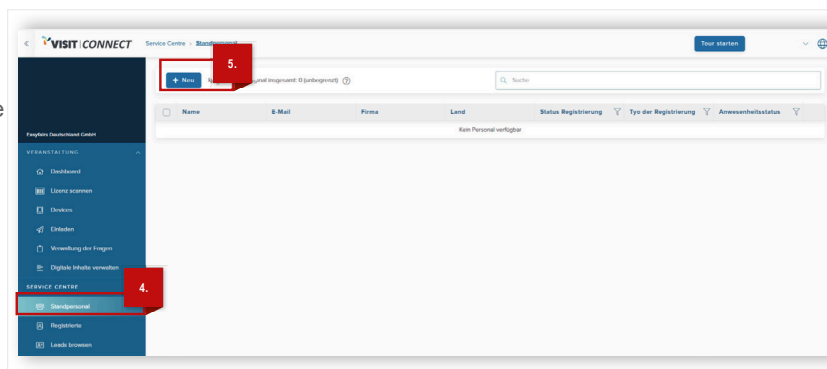 VISIT CONNECT
Service Centre > Standpersonal
Tour starten
5.
+ Neu
Insgesamt: 0 (unbegrenzt)
Suche
Name E-Mail Firma Land Status Registrierung Tyo der Registrierung Anwesenheitsstatus
Kein Personal verfügbar
e
Easyfairs Deutschland GmbH
VERANSTALTUNG
Dashboard
Lizenz scannen
Devices
Einladen
Verwaltung der Fragen
Digitale Inhalte verwalten
SERVICE CENTRE
4.
Standpersonal
Registrierte
Leads browsen